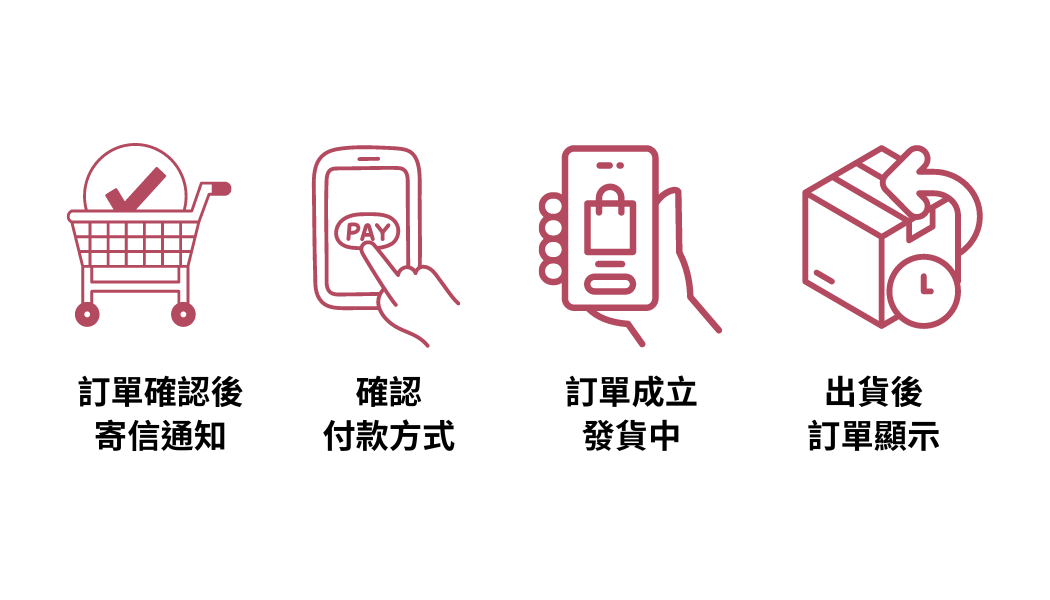 PAY
訂單確認後
寄信通知
確認
付款方式
訂單成立
發貨中
出貨後
訂單顯示